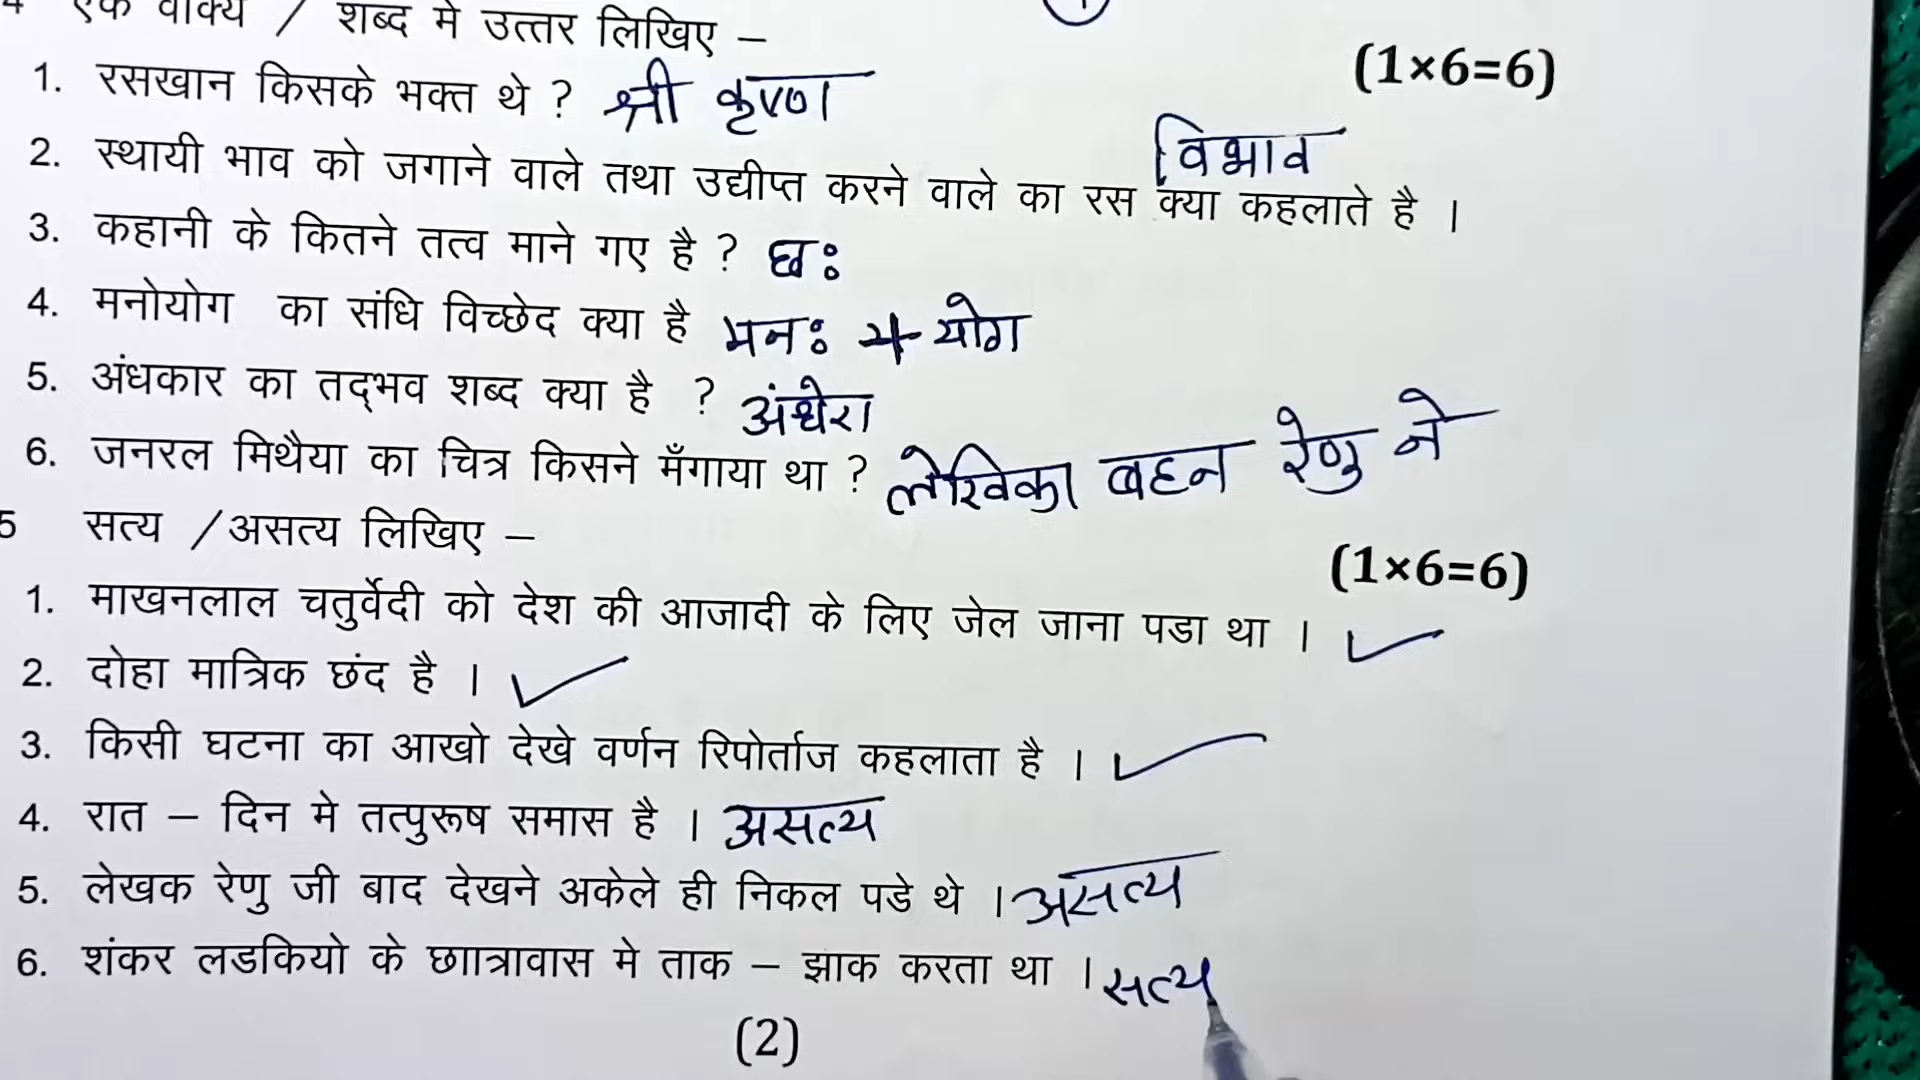 4 एक वाक्य / शब्द मे उत्तर लिखिए –
(1×6=6)
1. रसखान किसके भक्त थे ? श्री कृष्ण
विभाव
2. स्थायी भाव को जगाने वाले तथा उद्यीप्त करने वाले का रस क्या कहलाते है ।
3. कहानी के कितने तत्व माने गए है ? छः
4. मनोयोग का संधि विच्छेद क्या है मनः + योग
5. अंधकार का तद्‌भव शब्द क्या है ? अंधेरा
6. जनरल मिथैया का चित्र किसने मँगाया था ? लेखिका बहन रेणु ने
5 सत्य / असत्य लिखिए –
(1×6=6)
1. माखनलाल चतुर्वेदी को देश की आजादी के लिए जेल जाना पडा था । ✓
2. दोहा मात्रिक छंद है । ✓
3. किसी घटना का आखो देखे वर्णन रिपोर्ताज कहलाता है । ✓
4. रात – दिन मे तत्पुरूष समास है । असत्य
5. लेखक रेणु जी बाद देखने अकेले ही निकल पडे थे । असत्य
6. शंकर लडकियो के छाात्रावास मे ताक – झाक करता था । सत्य
(2)